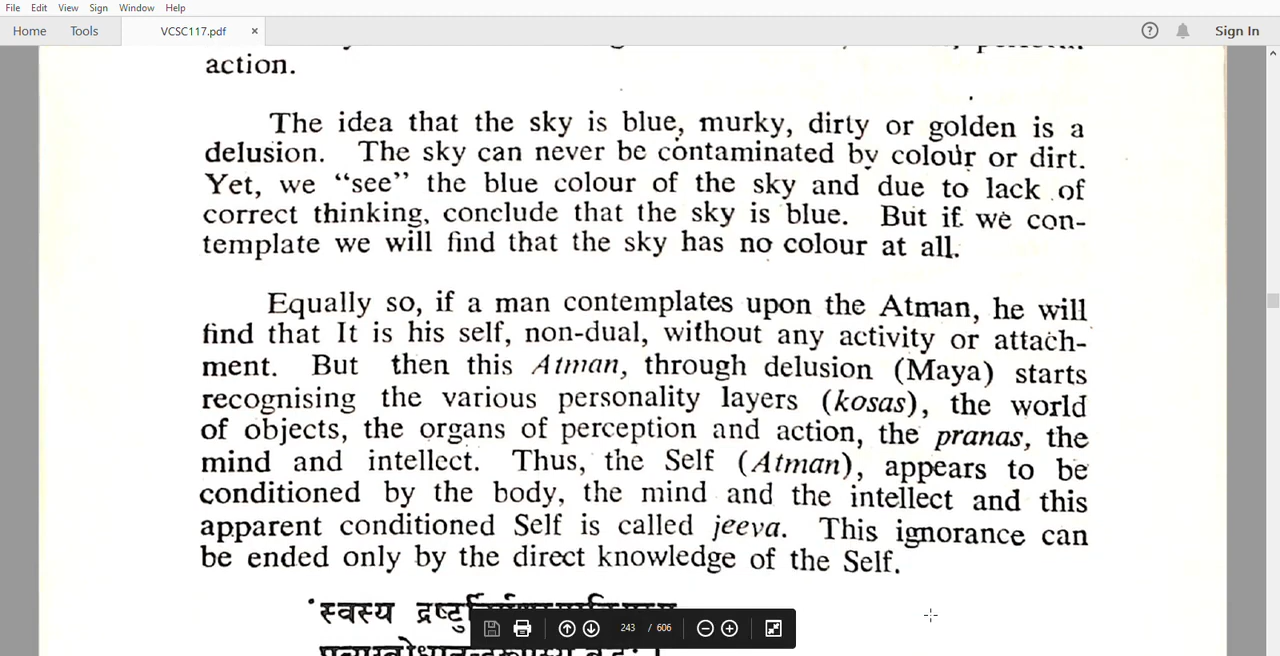 File Edit View Sign Window Help
Home Tools VCSC117.pdf × Sign In
action.
The idea that the sky is blue, murky, dirty or golden is a
delusion. The sky can never be contaminated by colour or dirt.
Yet, we “see” the blue colour of the sky and due to lack of
correct thinking, conclude that the sky is blue. But if we con-
template we will find that the sky has no colour at all.
Equally so, if a man contemplates upon the Atman, he will
find that It is his self, non-dual, without any activity or attach-
ment. But then this Atman, through delusion (Maya) starts
recognising the various personality layers (kosas), the world
of objects, the organs of perception and action, the pranas, the
mind and intellect. Thus, the Self (Atman), appears to be
conditioned by the body, the mind and the intellect and this
apparent conditioned Self is called jeeva. This ignorance can
be ended only by the direct knowledge of the Self.
स्वस्य
243 / 606